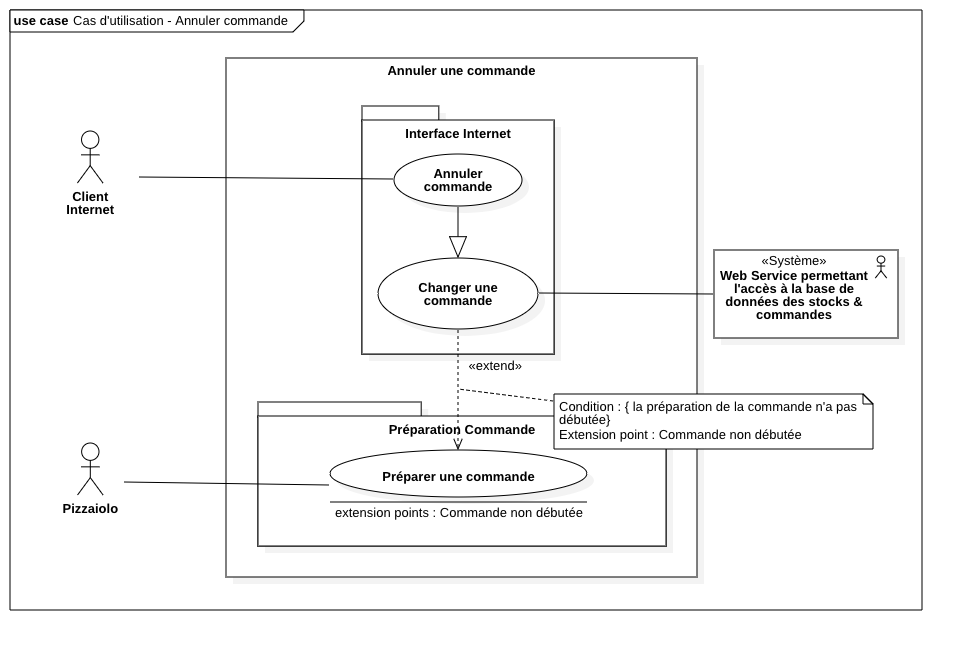 use case Cas d'utilisation - Annuler commande
Annuler une commande
Interface Internet
Annuler
commande
Client
Internet
Changer une
commande
«Système»
Web Service permettant
l'accès à la base de
données des stocks &
commandes
«extend»
Condition : { la préparation de la commande n'a pas
débutée}
Extension point : Commande non débutée
Préparation Commande
Préparer une commande
extension points : Commande non débutée
Pizzaiolo